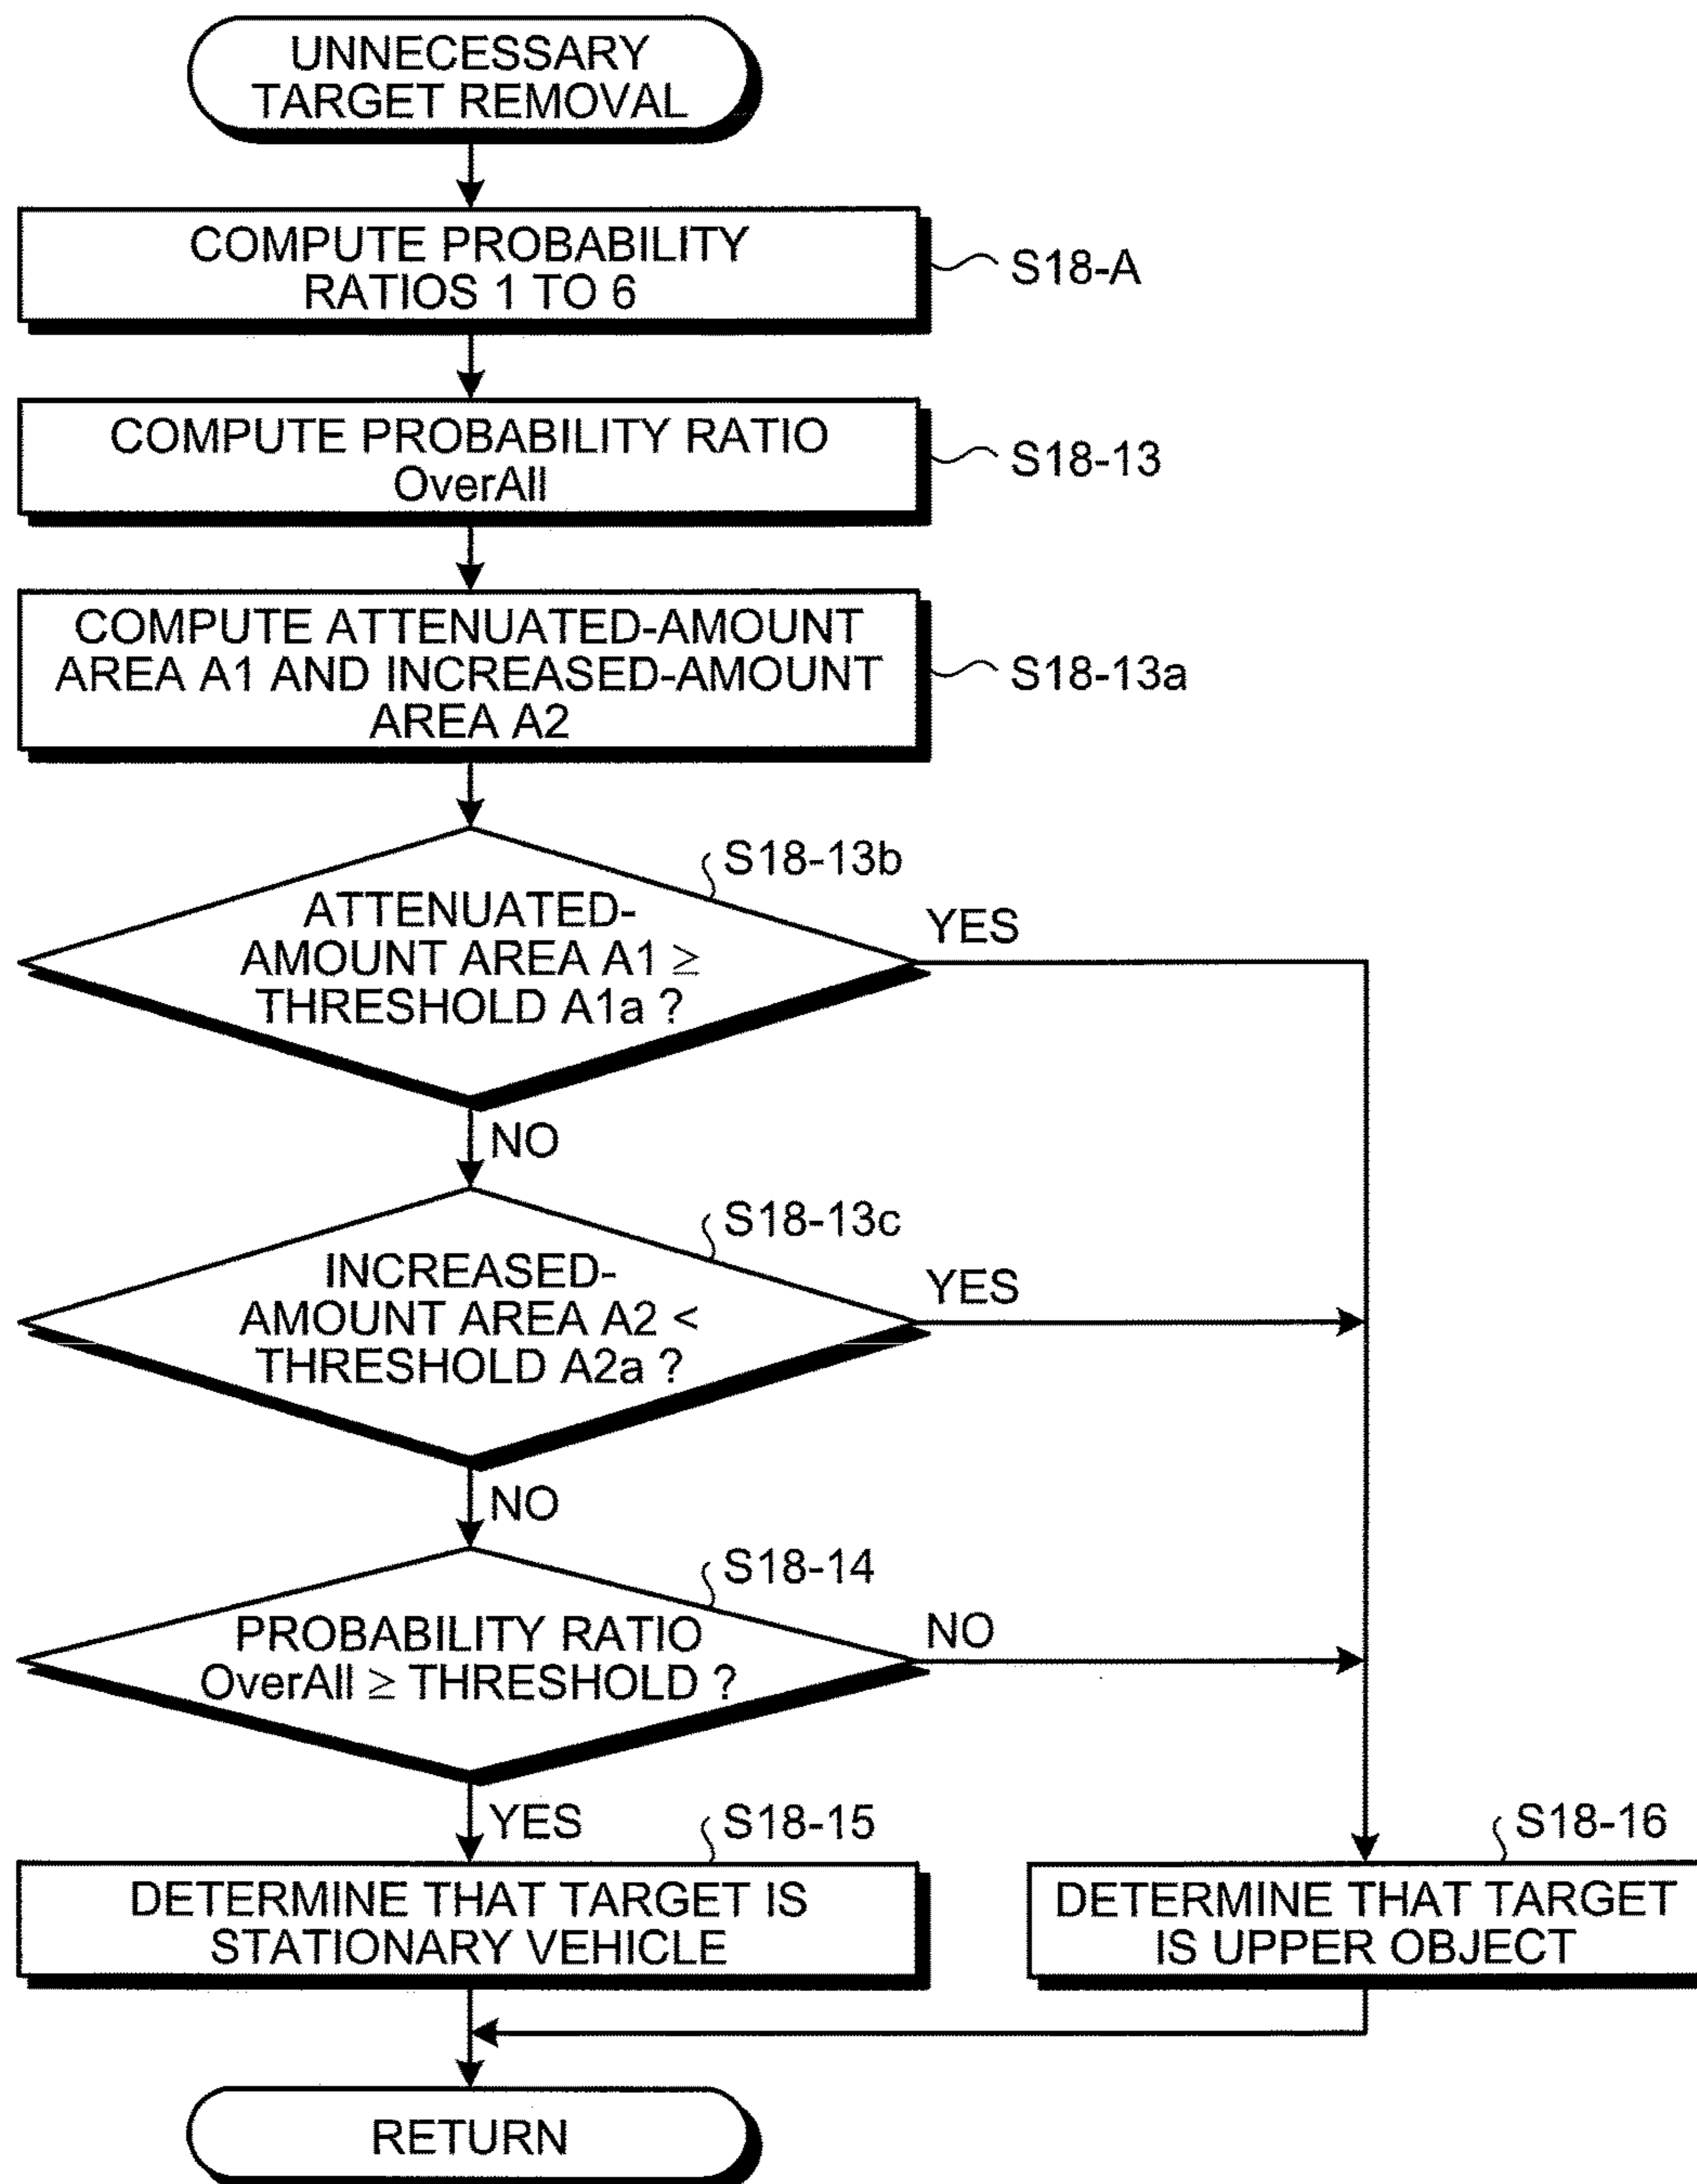 UNNECESSARY
TARGET REMOVAL
COMPUTE PROBABILITY
RATIOS 1 TO 6
S18-A
COMPUTE PROBABILITY RATIO
OverAll
S18-13
COMPUTE ATTENUATED-AMOUNT
AREA A1 AND INCREASED-AMOUNT
AREA A2
S18-13a
S18-13b
ATTENUATED-
AMOUNT AREA A1 ≥
THRESHOLD A1a ?
YES
NO
S18-13c
INCREASED-
AMOUNT AREA A2 <
THRESHOLD A2a ?
YES
NO
S18-14
PROBABILITY RATIO
OverAll ≥ THRESHOLD ?
NO
YES
S18-15
DETERMINE THAT TARGET IS
STATIONARY VEHICLE
S18-16
DETERMINE THAT TARGET
IS UPPER OBJECT
RETURN